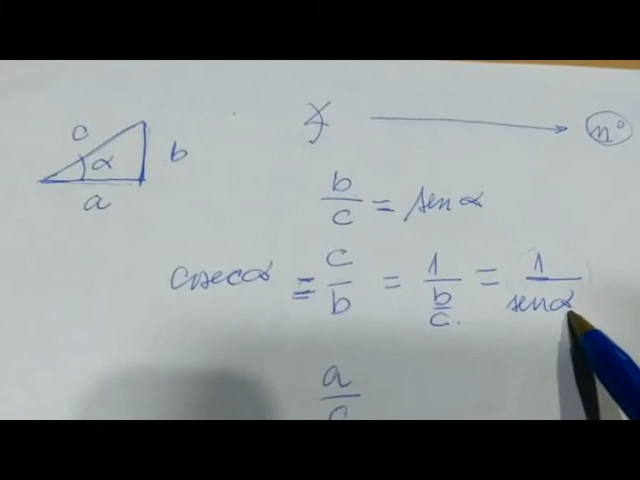 c
α
b
a
∡ → n°
b/c = sen α
cosec α = c/b = 1/(b/c) = 1/sen α
a/c